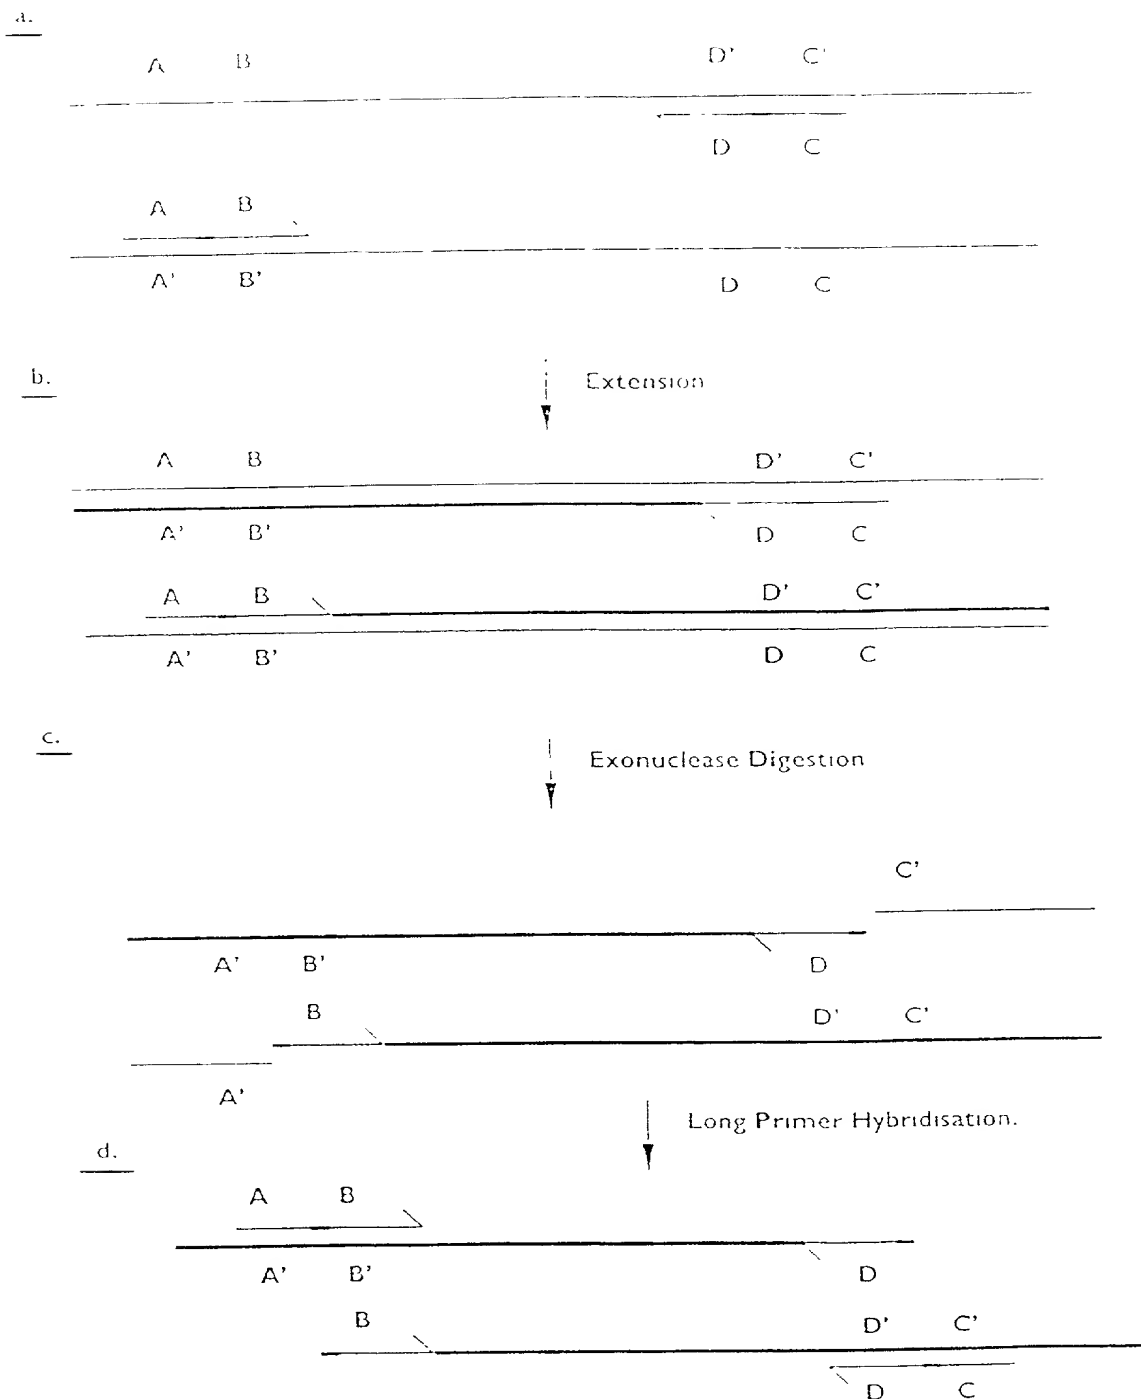 a.
A B D' C'
D C
A B
A' B' D C
b.
Extension
A B D' C'
A' B' D C
A B D' C'
A' B' D C
c.
Exonuclease Digestion
C'
A' B' D
B D' C'
A'
Long Primer Hybridisation.
d.
A B
A' B' D
B D' C'
D C